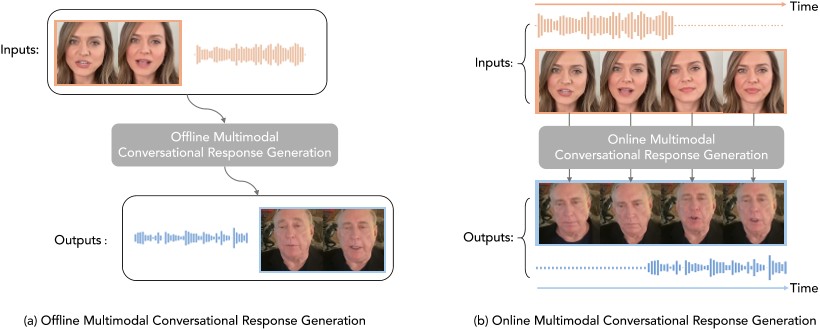 Inputs:
Offline Multimodal
Conversational Response Generation
Outputs :
(a) Offline Multimodal Conversational Response Generation
Time
Inputs:
Online Multimodal
Conversational Response Generation
Outputs:
Time
(b) Online Multimodal Conversational Response Generation